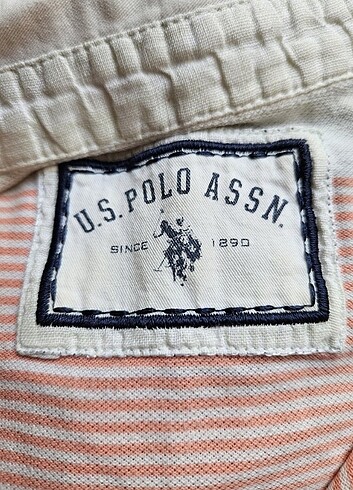 U.S. POLO ASSN.
SINCE 1890